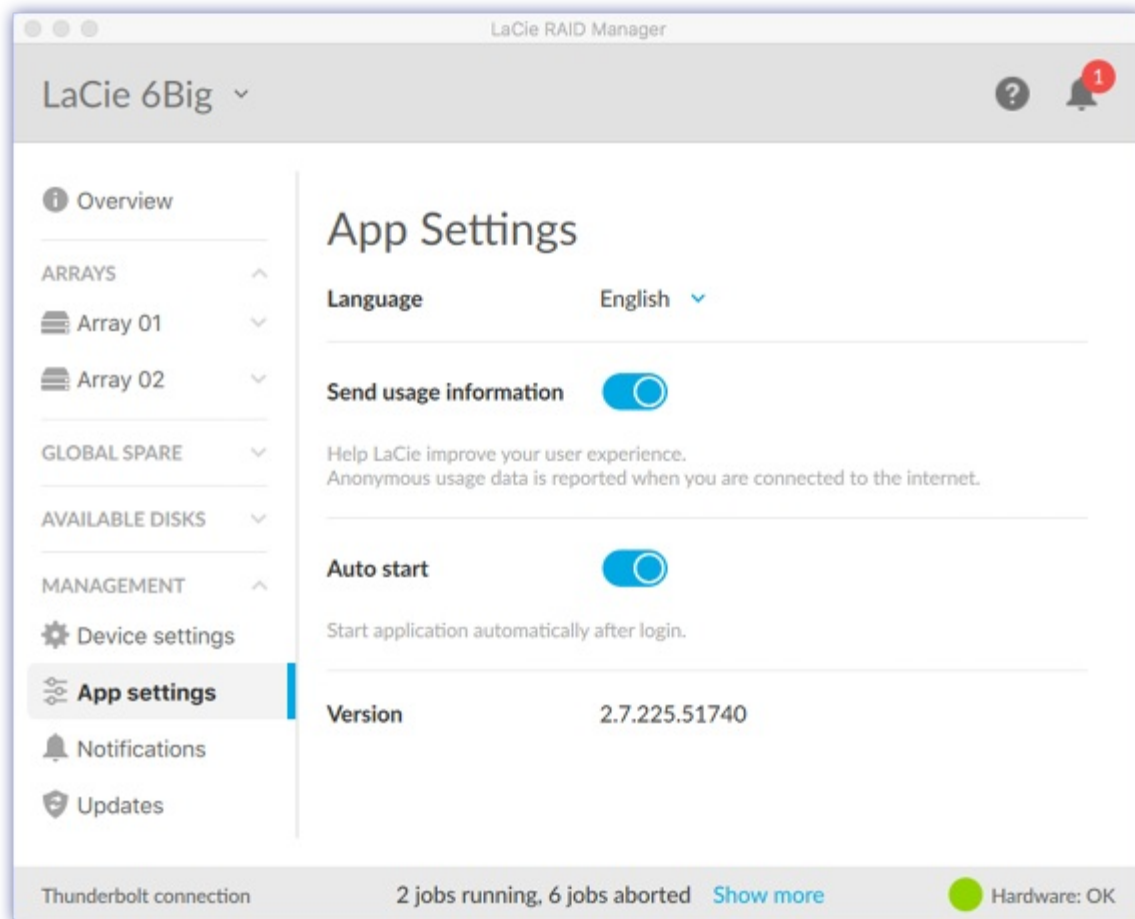 LaCie RAID Manager
LaCie 6Big
1
Overview
ARRAYS
Array 01
Array 02
GLOBAL SPARE
AVAILABLE DISKS
MANAGEMENT
Device settings
App settings
Notifications
Updates
App Settings
Language English
Send usage information
Help LaCie improve your user experience.
Anonymous usage data is reported when you are connected to the internet.
Auto start
Start application automatically after login.
Version 2.7.225.51740
Thunderbolt connection 2 jobs running, 6 jobs aborted Show more Hardware: OK